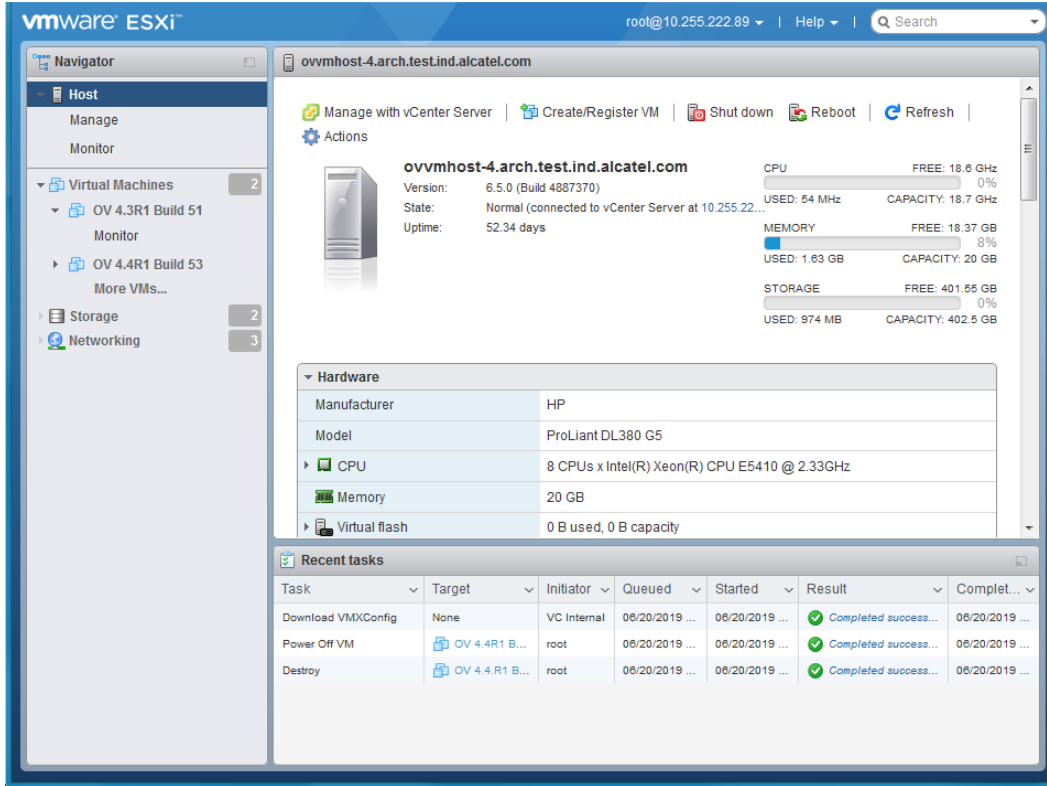 vmware ESXi™
root@10.255.222.89 | Help | Search
Navigator
Host
Manage
Monitor
Virtual Machines 2
OV 4.3R1 Build 51
Monitor
OV 4.4R1 Build 53
More VMs...
Storage 2
Networking 3
ovvmhost-4.arch.test.ind.alcatel.com
Manage with vCenter Server | Create/Register VM | Shut down Reboot | Refresh |
Actions
ovvmhost-4.arch.test.ind.alcatel.com
Version: 6.5.0 (Build 4887370)
State: Normal (connected to vCenter Server at 10.255.22...
Uptime: 52.34 days
CPU FREE: 18.6 GHz
0%
USED: 54 MHz CAPACITY: 18.7 GHz
MEMORY FREE: 18.37 GB
8%
USED: 1.63 GB CAPACITY: 20 GB
STORAGE FREE: 401.55 GB
0%
USED: 974 MB CAPACITY: 402.5 GB
Hardware
Manufacturer HP
Model ProLiant DL380 G5
CPU 8 CPUs x Intel(R) Xeon(R) CPU E5410 @ 2.33GHz
Memory 20 GB
Virtual flash 0 B used, 0 B capacity
Recent tasks
Task Target Initiator Queued Started Result Complet...
Download VMXConfig None VC Internal 06/20/2019 ... 06/20/2019 ... Completed success... 06/20/2019 ...
Power Off VM OV 4.4R1 B... root 06/20/2019 ... 06/20/2019 ... Completed success... 06/20/2019 ...
Destroy OV 4.4.R1 B... root 06/20/2019 ... 06/20/2019 ... Completed success... 06/20/2019 ...